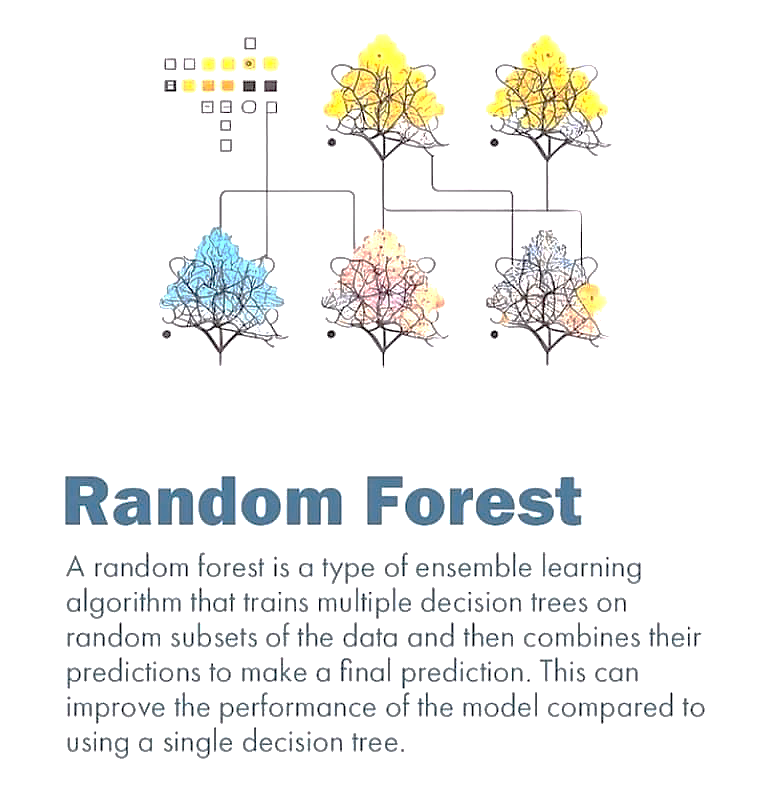 Random Forest
A random forest is a type of ensemble learning
algorithm that trains multiple decision trees on
random subsets of the data and then combines their
predictions to make a final prediction. This can
improve the performance of the model compared to
using a single decision tree.